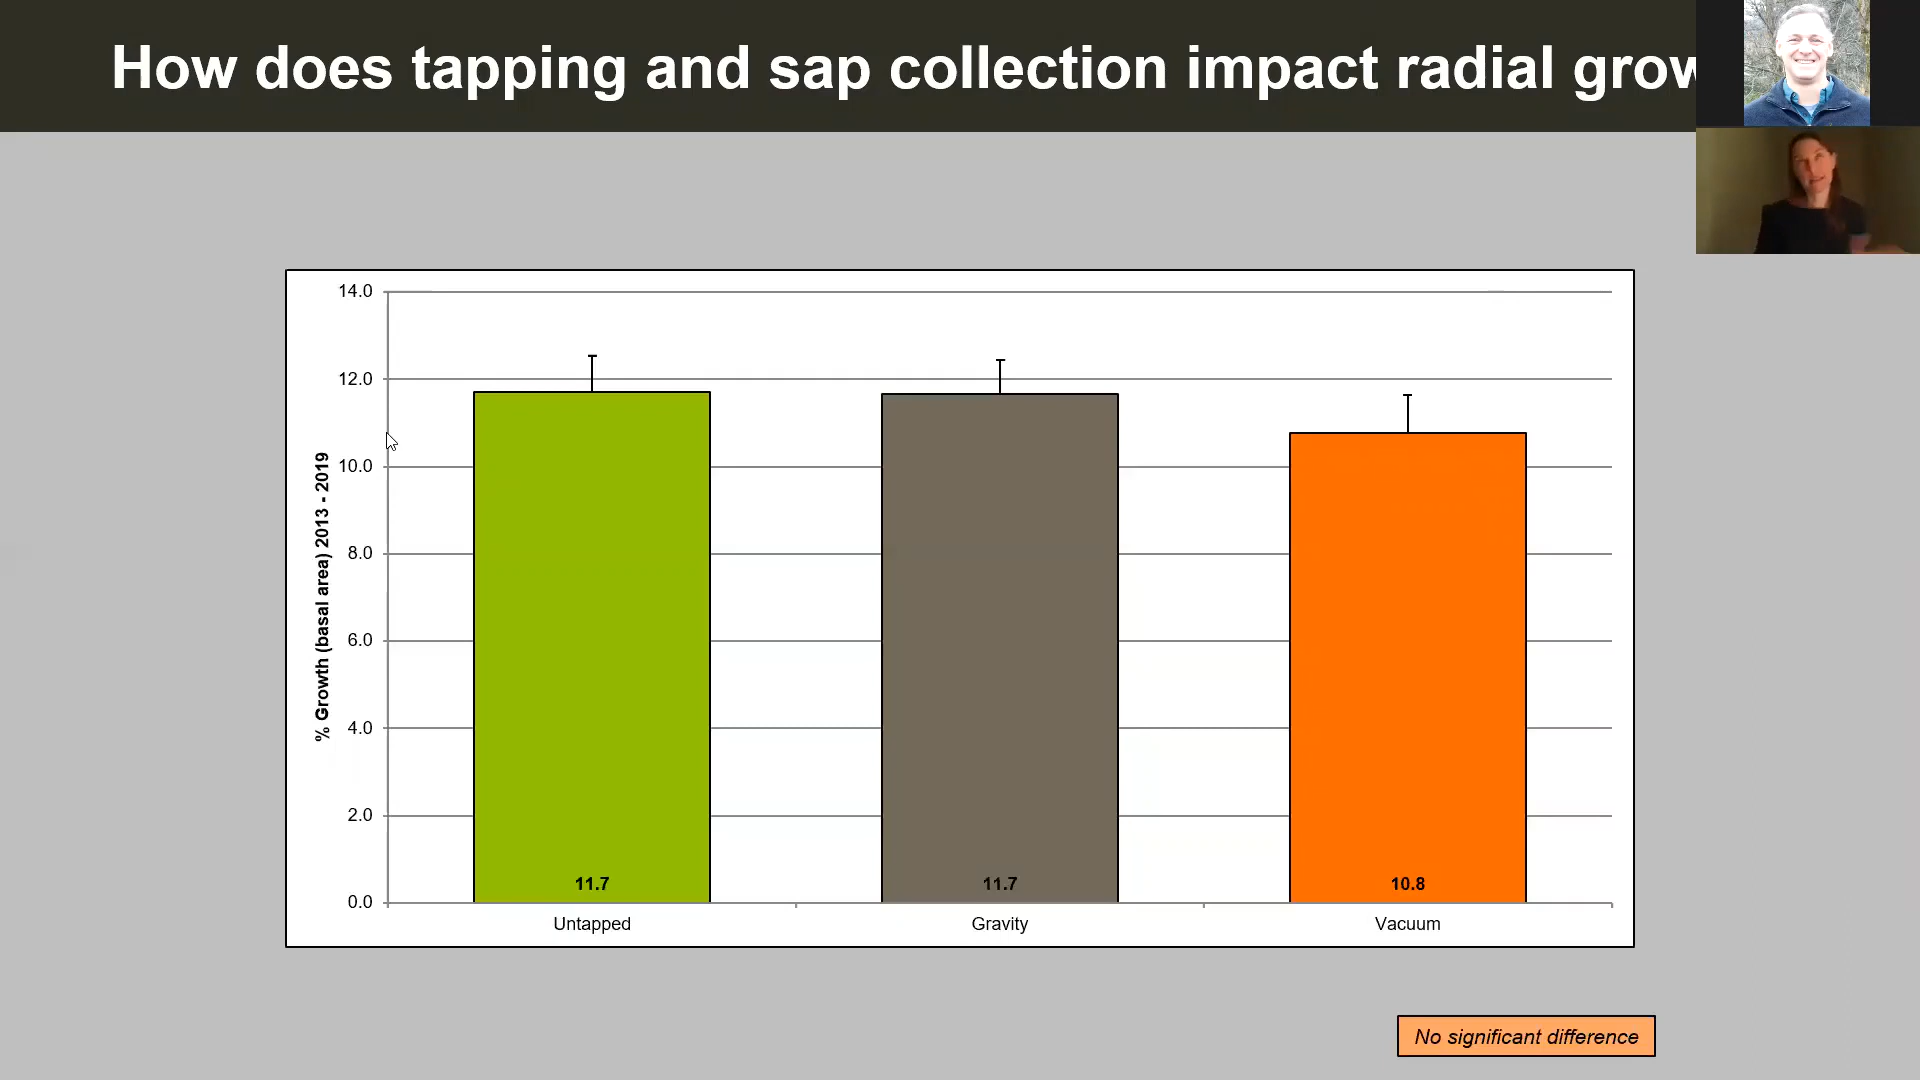 How does tapping and sap collection impact radial grow
14.0
12.0
10.0
8.0
6.0
4.0
2.0
0.0
% Growth (basal area) 2013 - 2019
11.7
11.7
10.8
Untapped
Gravity
Vacuum
No significant difference